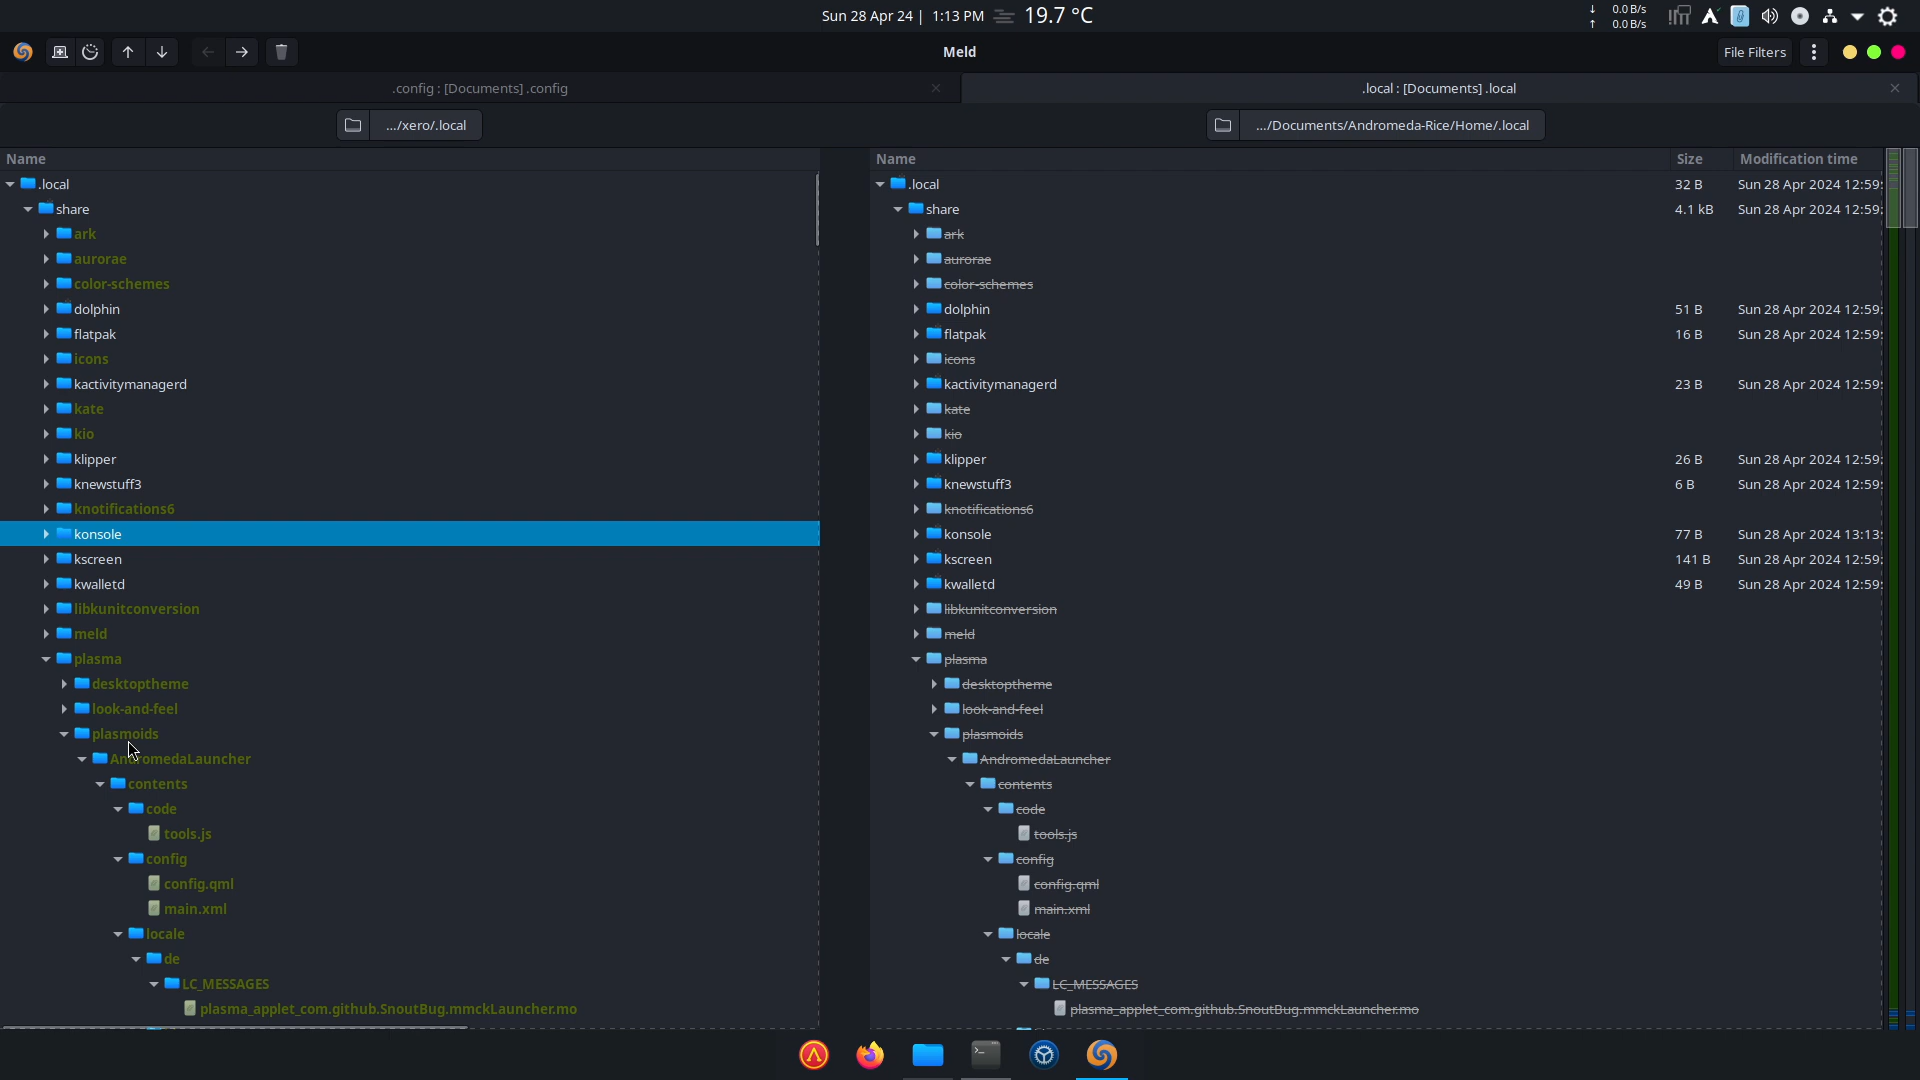 Sun 28 Apr 24 | 1:13 PM 19.7 °C
↓ 0.0 B/s
↑ 0.0 B/s
Meld
File Filters
.config : [Documents] .config
.local : [Documents] .local
.../xero/.local
.../Documents/Andromeda-Rice/Home/.local
Name
.local
share
ark
aurorae
color-schemes
dolphin
flatpak
icons
kactivitymanagerd
kate
kio
klipper
knewstuff3
knotifications6
konsole
kscreen
kwalletd
libkunitconversion
meld
plasma
desktoptheme
look-and-feel
plasmoids
AndromedaLauncher
contents
code
tools.js
config
config.qml
main.xml
locale
de
LC_MESSAGES
plasma_applet_com.github.SnoutBug.mmckLauncher.mo
Name Size Modification time
.local 32 B Sun 28 Apr 2024 12:59:
share 4.1 kB Sun 28 Apr 2024 12:59:
ark
aurorae
color-schemes
dolphin 51 B Sun 28 Apr 2024 12:59:
flatpak 16 B Sun 28 Apr 2024 12:59:
icons
kactivitymanagerd 23 B Sun 28 Apr 2024 12:59:
kate
kio
klipper 26 B Sun 28 Apr 2024 12:59:
knewstuff3 6 B Sun 28 Apr 2024 12:59:
knotifications6
konsole 77 B Sun 28 Apr 2024 13:13:
kscreen 141 B Sun 28 Apr 2024 12:59:
kwalletd 49 B Sun 28 Apr 2024 12:59:
libkunitconversion
meld
plasma
desktoptheme
look-and-feel
plasmoids
AndromedaLauncher
contents
code
tools.js
config
config.qml
main.xml
locale
de
LC_MESSAGES
plasma_applet_com.github.SnoutBug.mmckLauncher.mo